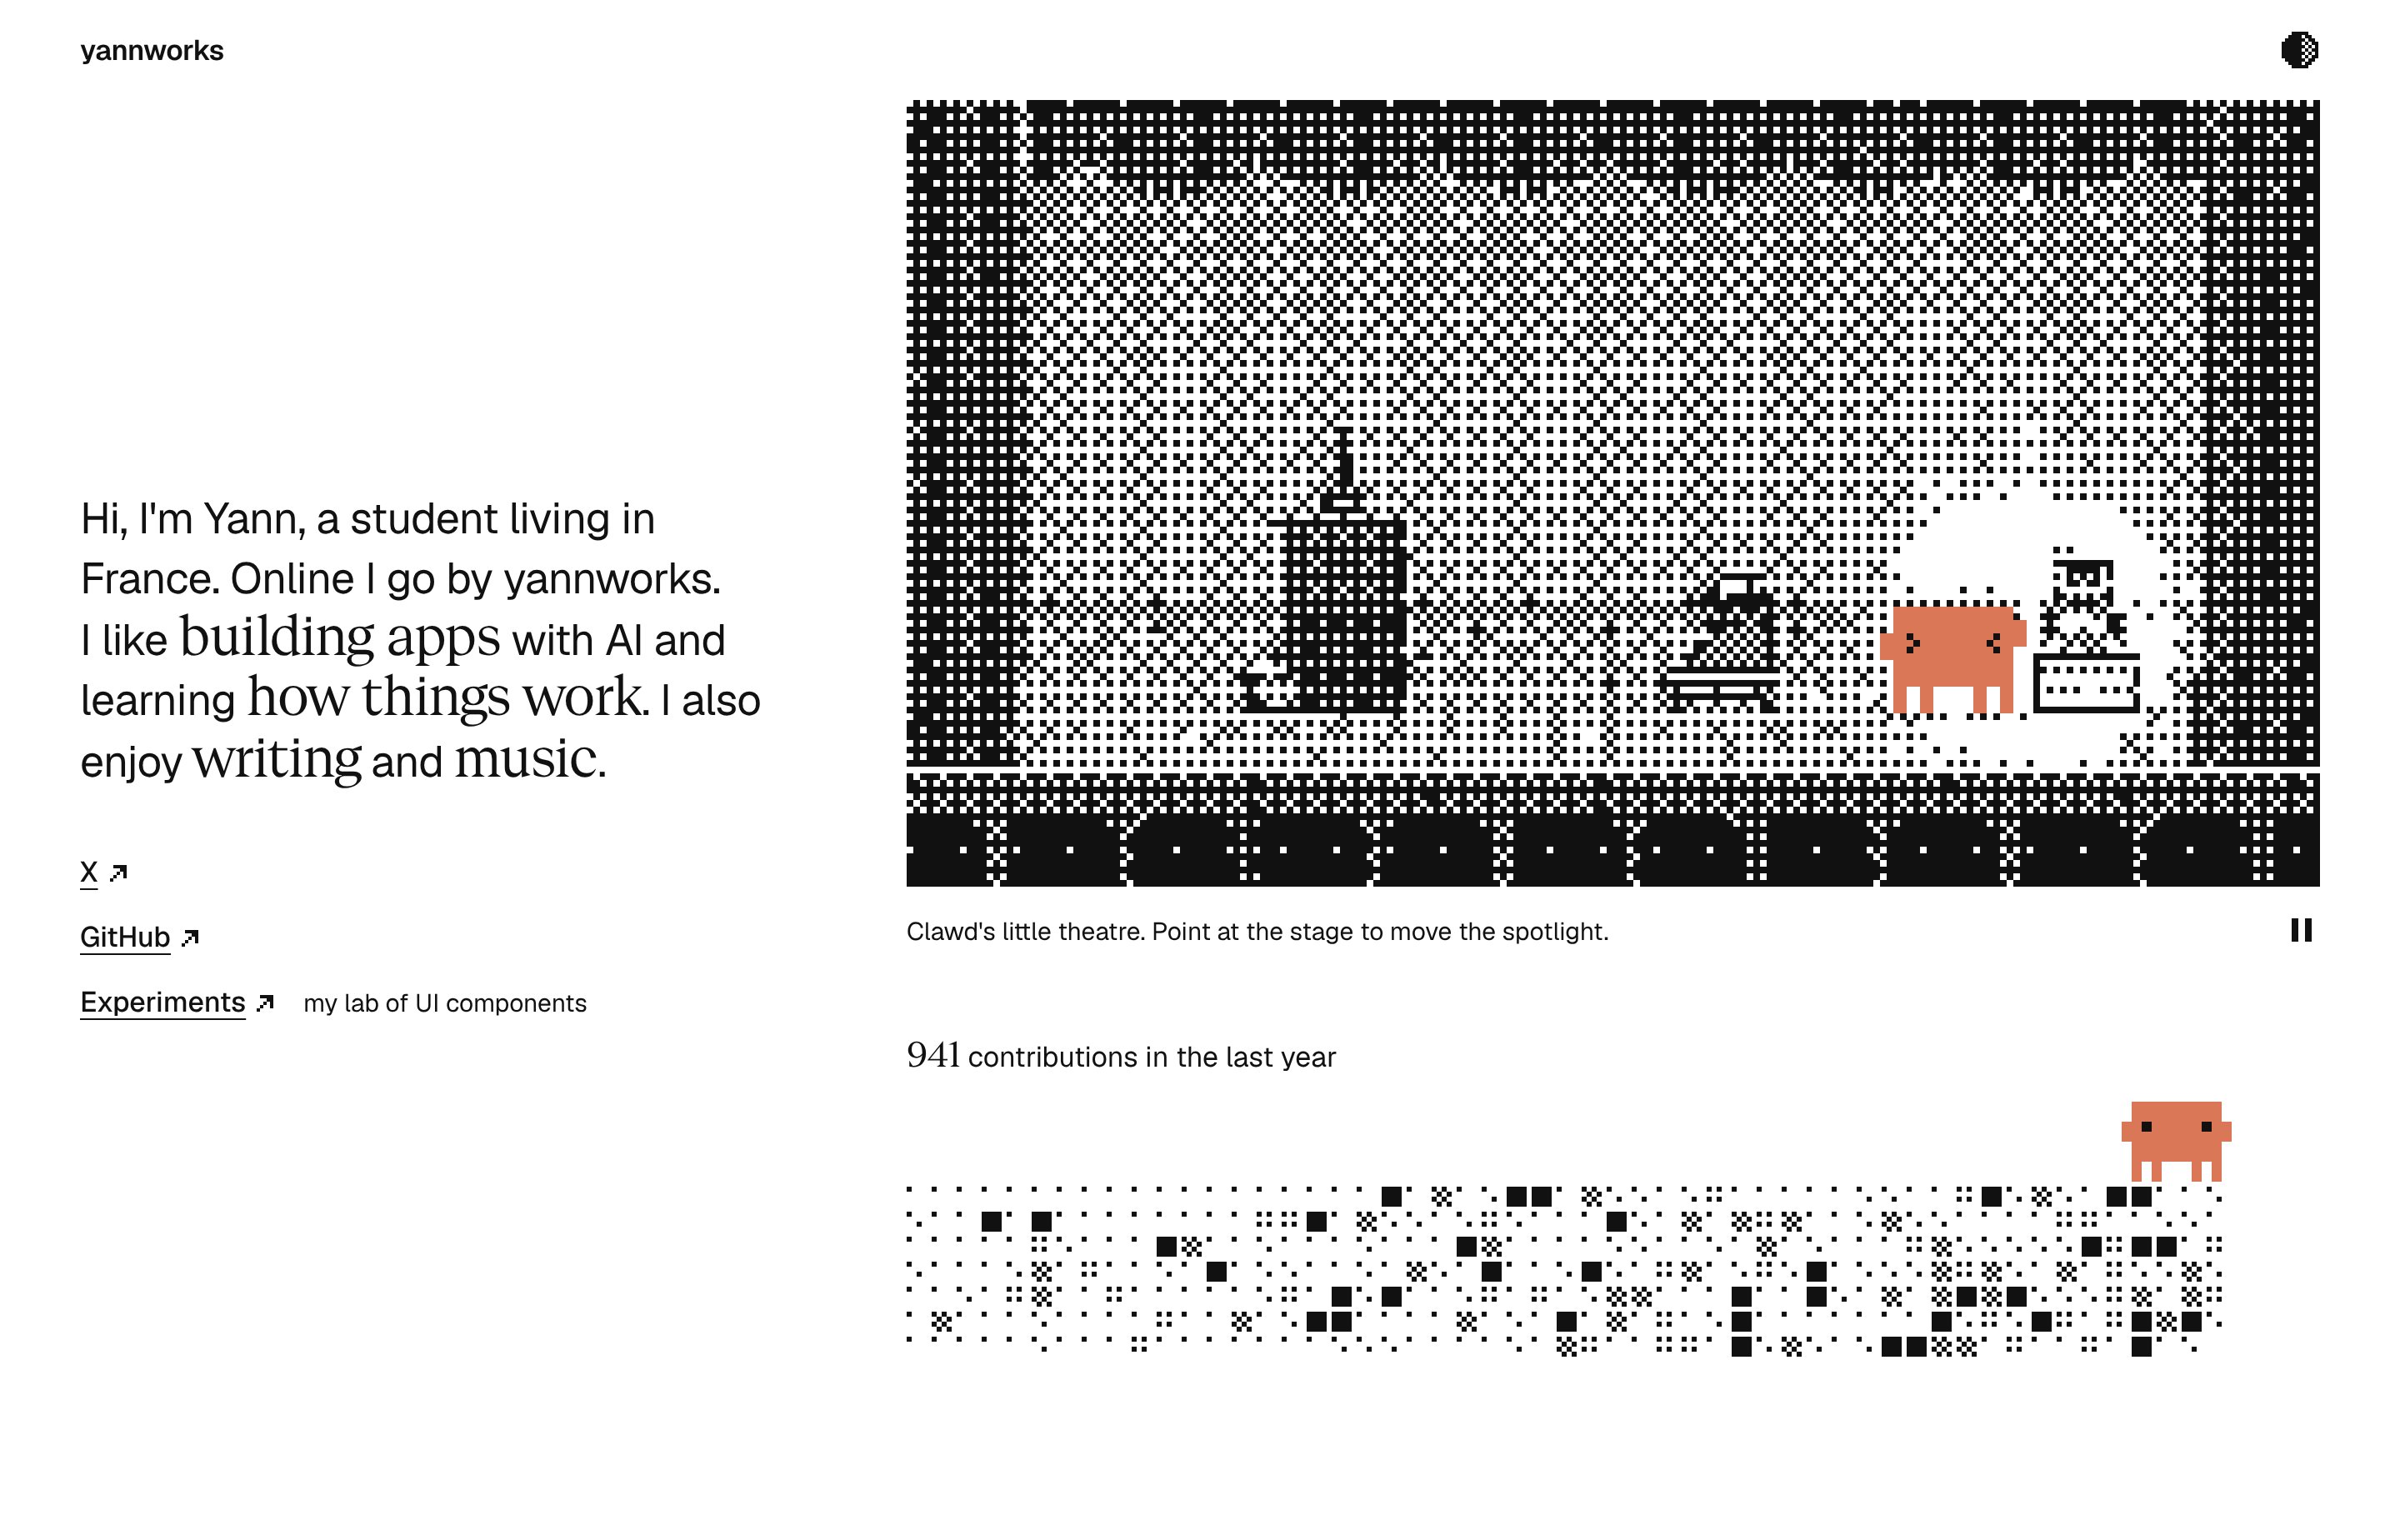 yannworks
Hi, I'm Yann, a student living in
France. Online I go by yannworks.
I like building apps with AI and
learning how things work. I also
enjoy writing and music.
X
GitHub
Experiments my lab of UI components
Clawd's little theatre. Point at the stage to move the spotlight.
941 contributions in the last year